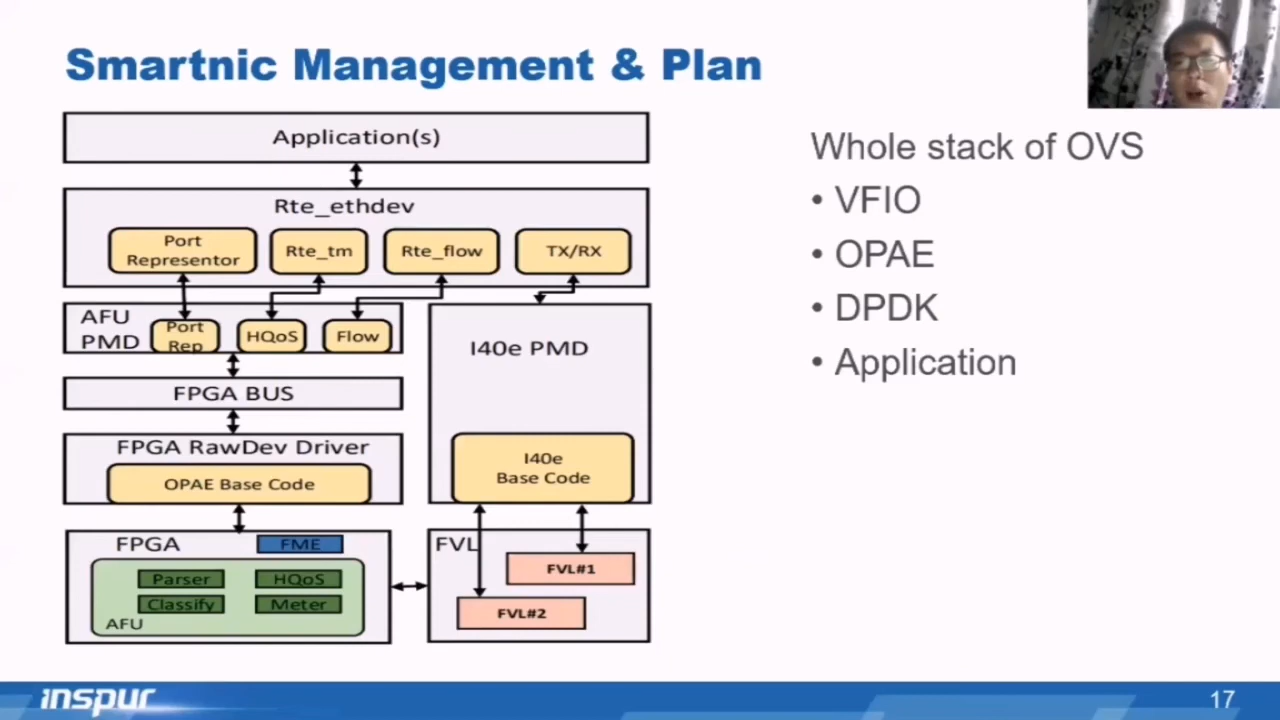 Smartnic Management & Plan
Application(s)
Rte_ethdev
Port
Representor
Rte_tm
Rte_flow
TX/RX
AFU
PMD
Port
Rep
HQoS
Flow
I40e PMD
FPGA BUS
FPGA RawDev Driver
OPAE Base Code
I40e
Base Code
FPGA
FME
Parser
HQoS
Classify
Meter
AFU
FVL
FVL#1
FVL#2
Whole stack of OVS
• VFIO
• OPAE
• DPDK
• Application
inspur
17